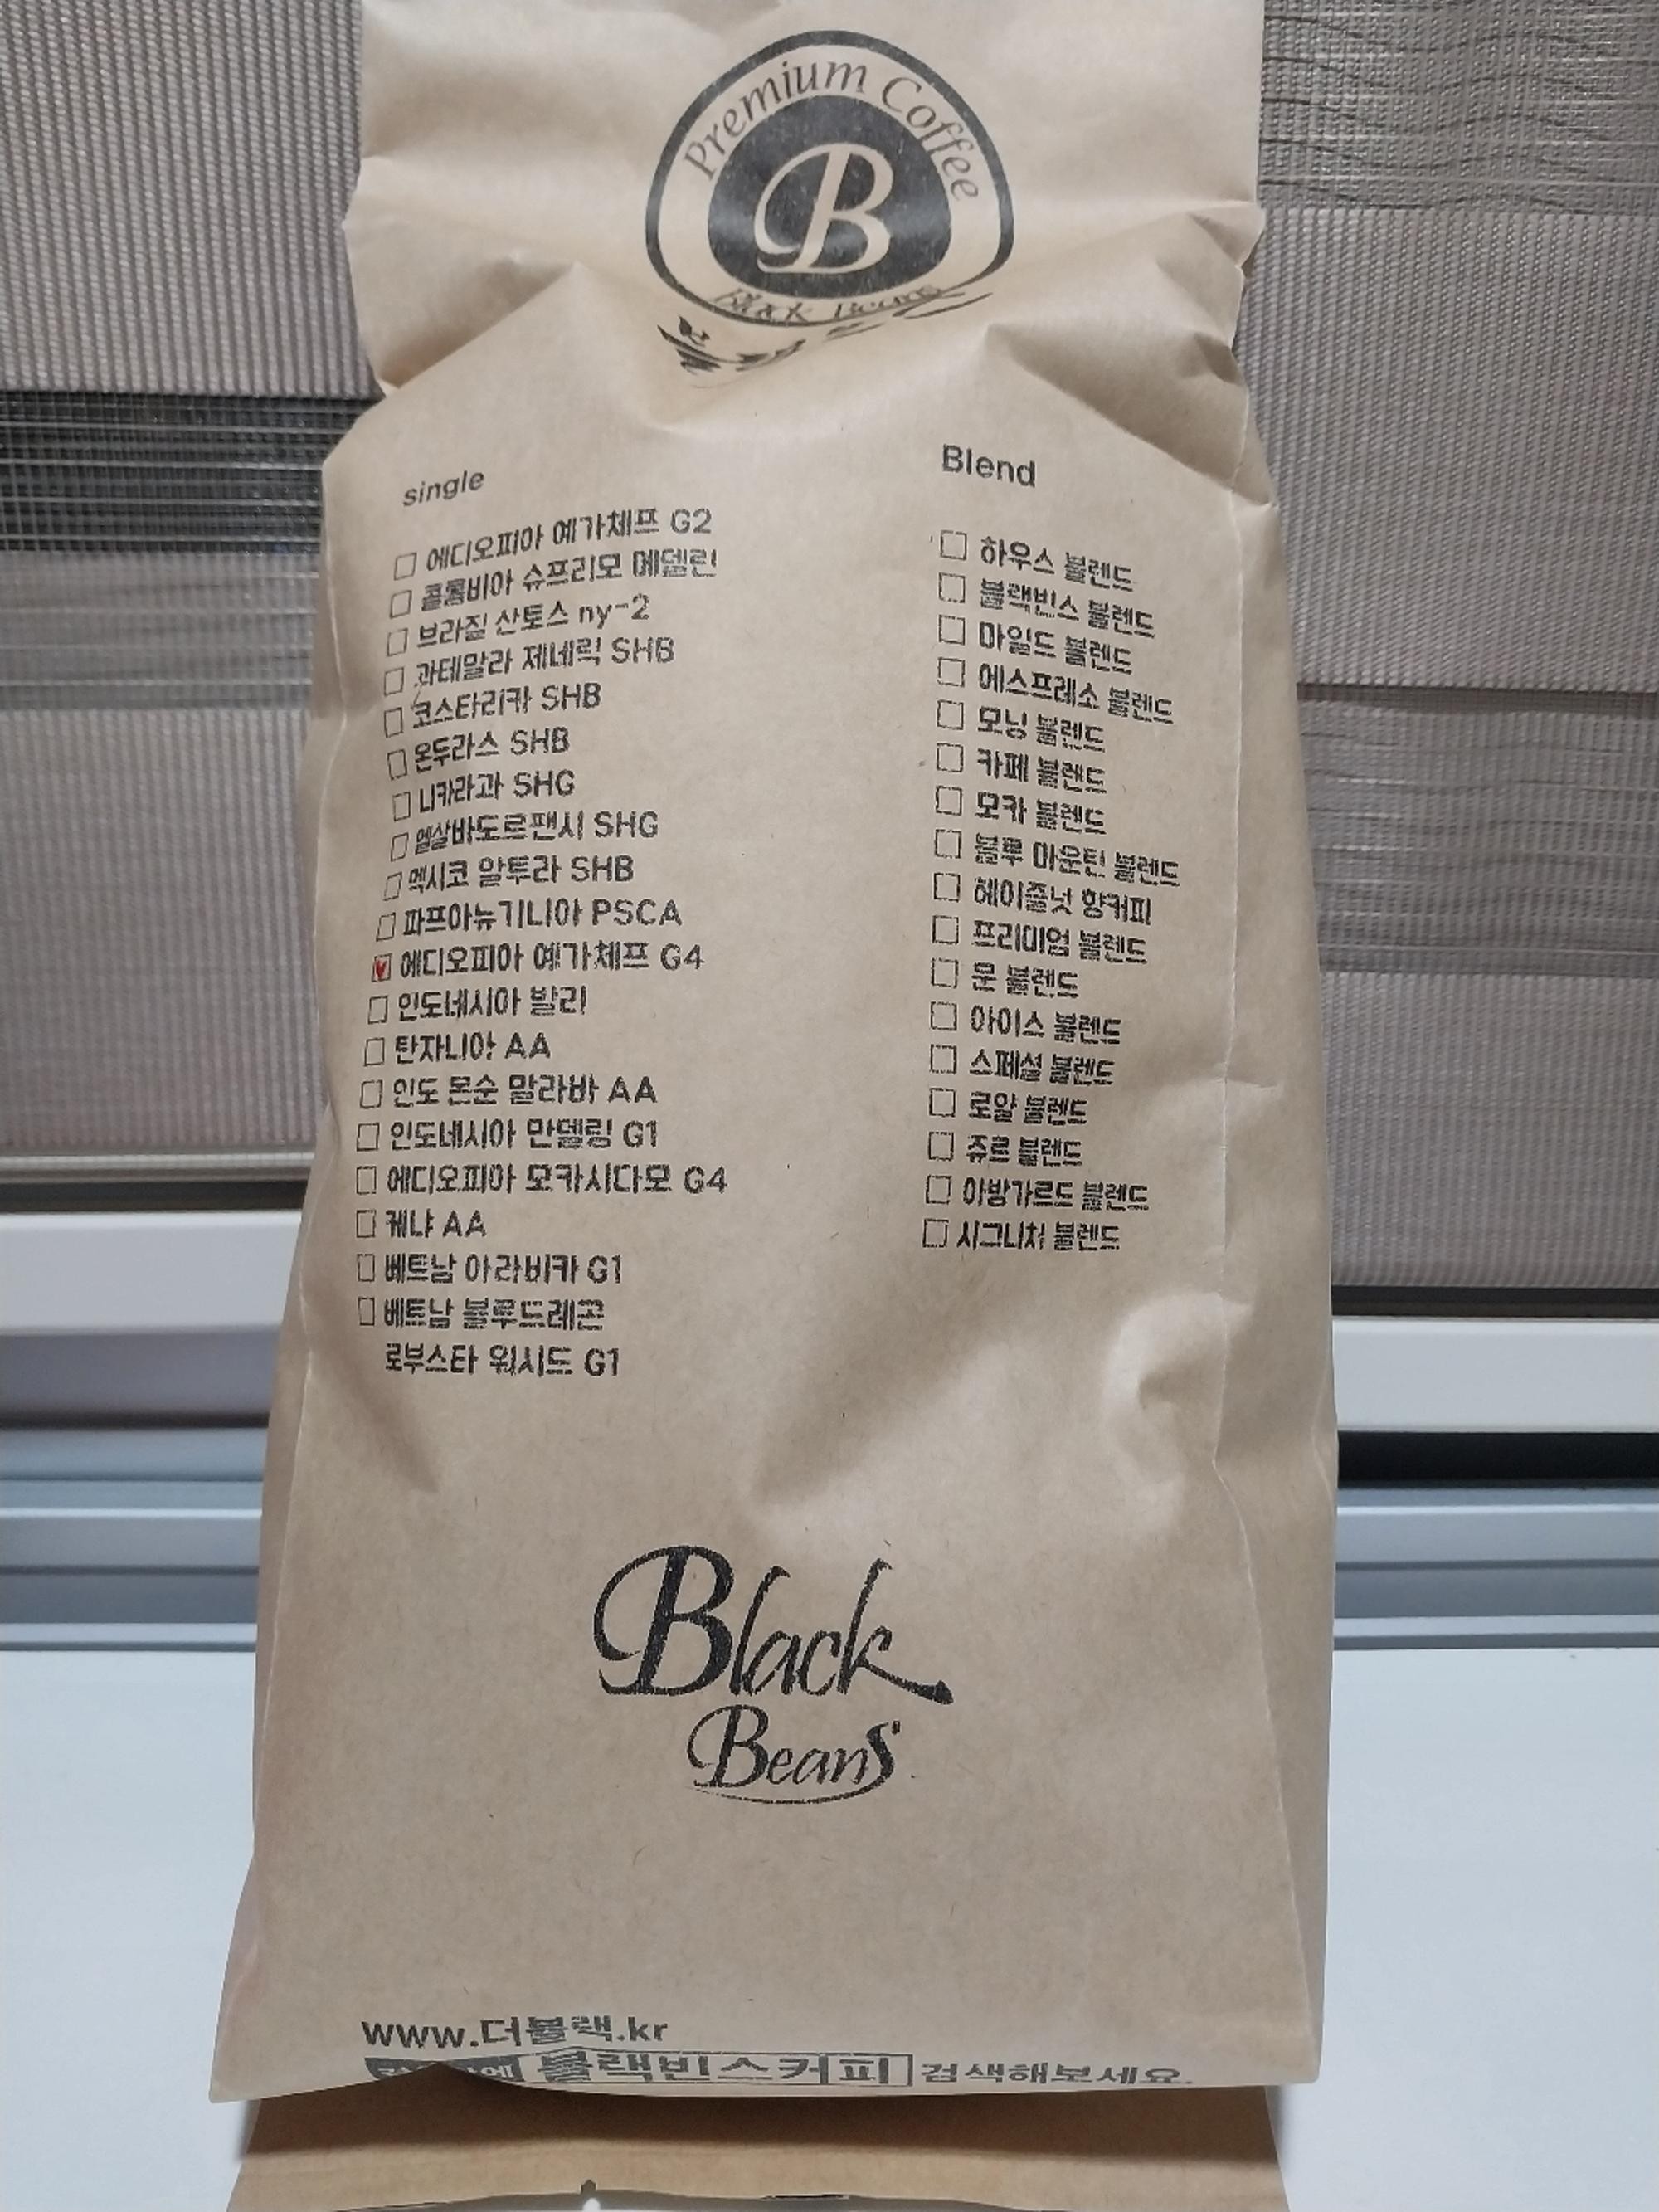 Premium Coffee
B
Black Beans
single
에디오피아 예가체프 G2
콜롬비아 슈프리모 메델린
브라질 산토스 ny-2
과테말라 제네릭 SHB
코스타리카 SHB
온두라스 SHB
니카라과 SHG
엘살바도르팬시 SHG
멕시코 알투라 SHB
파프아뉴기니아 PSCA
에디오피아 예가체프 G4
인도네시아 발리
탄자니아 AA
인도 몬순 말라바 AA
인도네시아 만델링 G1
에디오피아 모카시다모 G4
케냐 AA
베트남 아라비카 G1
베트남 블루드래곤
로부스타 워시드 G1
Blend
하우스 블렌드
블랙빈스 블렌드
마일드 블렌드
에스프레소 블렌드
모닝 블렌드
카페 블렌드
모카 블렌드
블루 마운틴 블렌드
헤이즐넛 향커피
프리미엄 블렌드
문 블렌드
아이스 블렌드
스페셜 블렌드
로얄 블렌드
쥬르 블렌드
아방가르드 블렌드
시그니처 블렌드
Black
Beans
www.더블랙.kr
블랙빈스커피 검색해보세요.